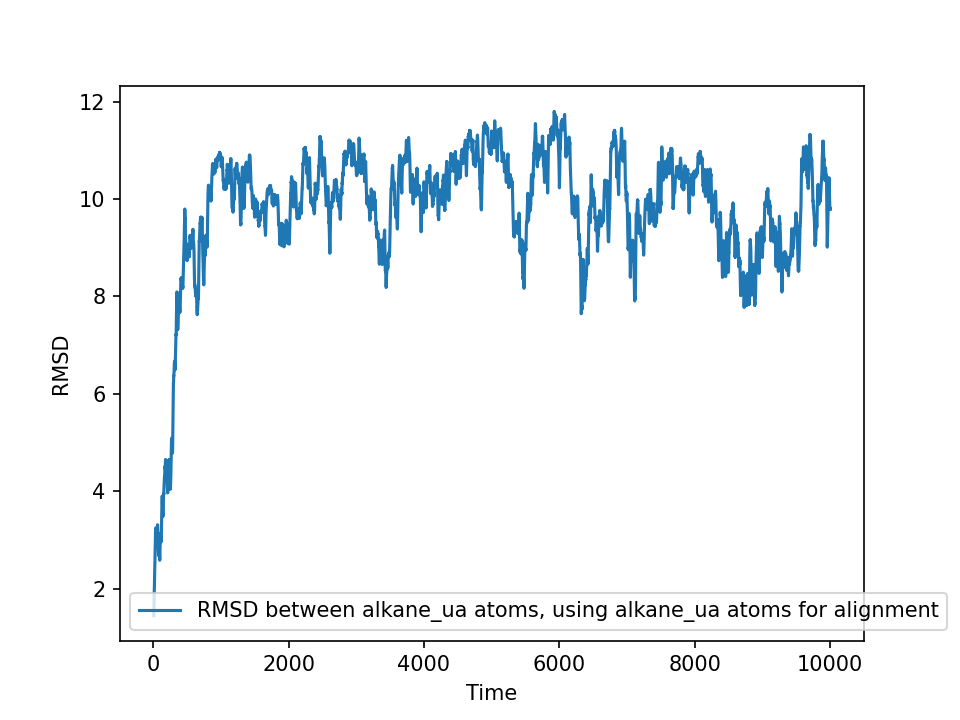 12
10
8
6
4
2
RMSD
RMSD between alkane_ua atoms, using alkane_ua atoms for alignment
0 2000 4000 6000 8000 10000
Time